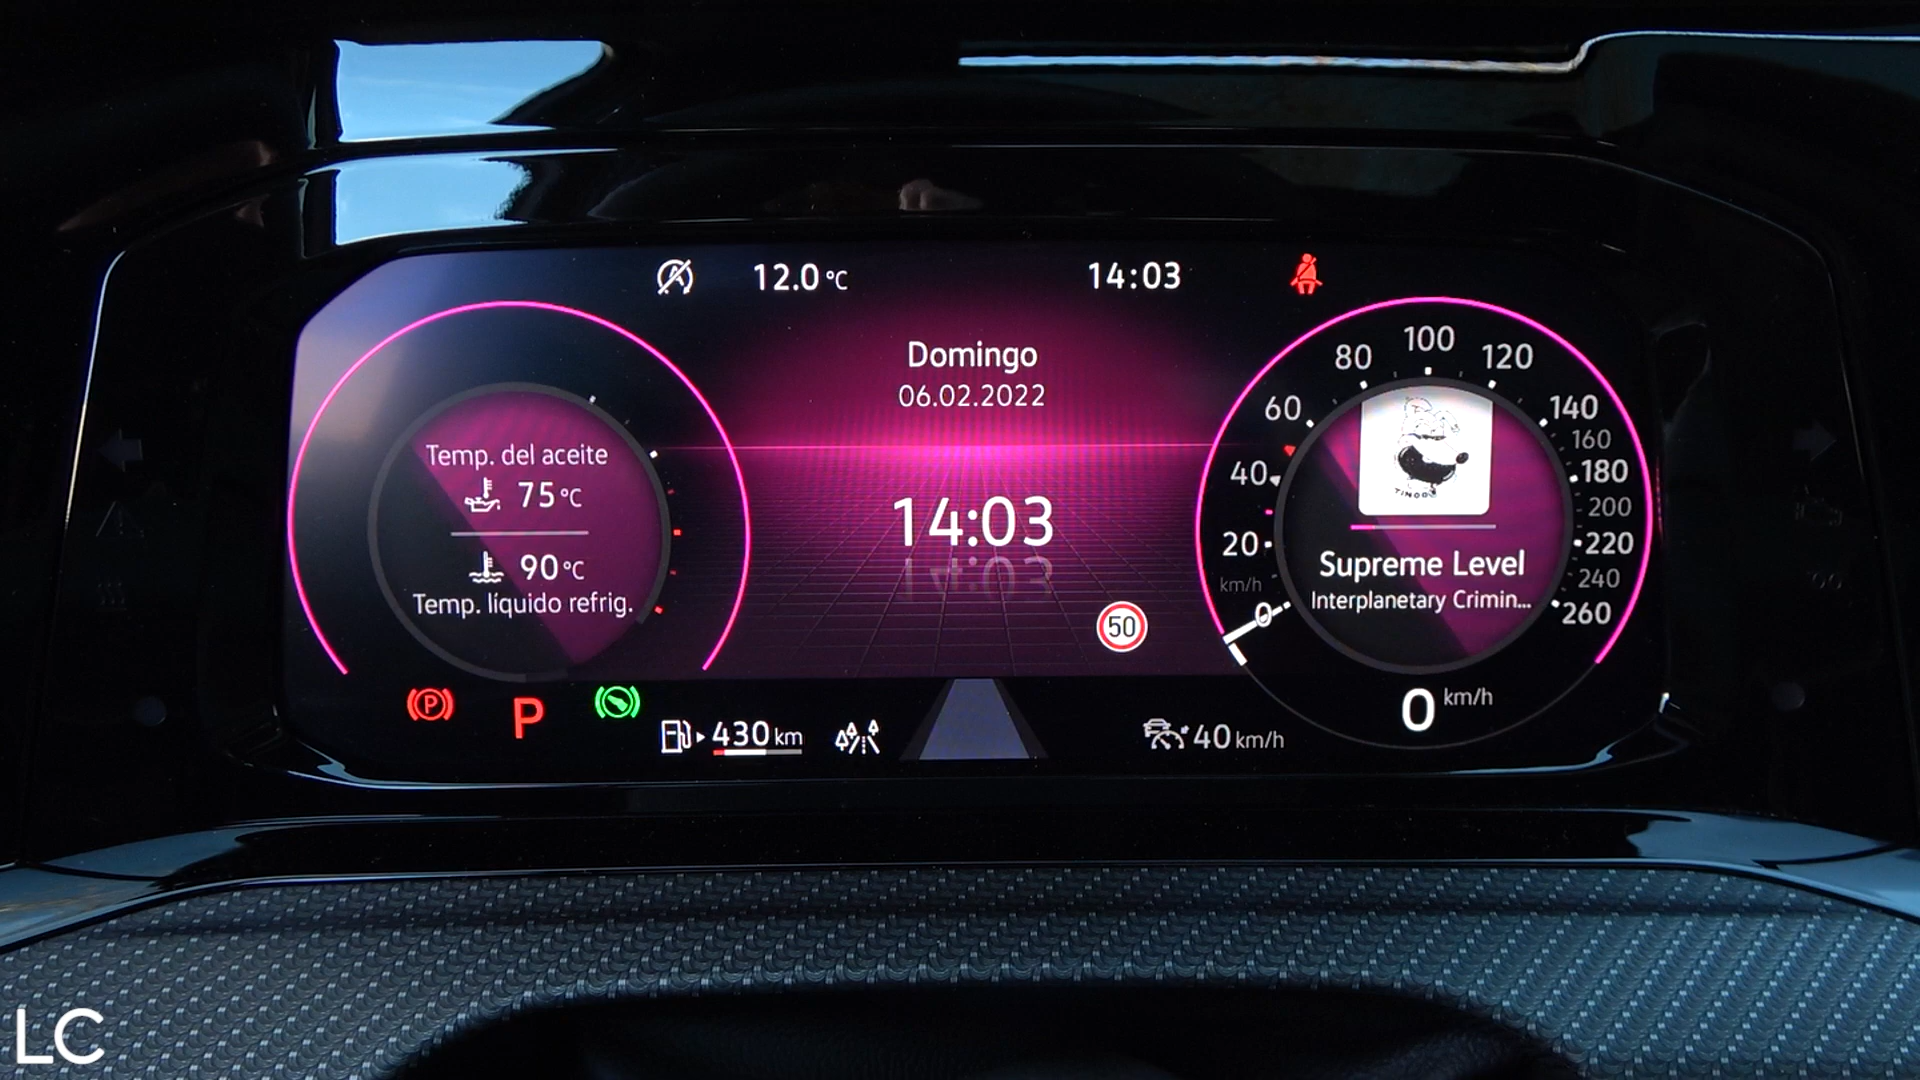 12.0 °C
14:03
Domingo
06.02.2022
14:03
50
Temp. del aceite
75 °C
90 °C
Temp. líquido refrig.
P
P
430 km
40 km/h
0
20
40
60
80
100
120
140
160
180
200
220
240
260
km/h
TINOO
Supreme Level
Interplanetary Crimin...
0 km/h
LC